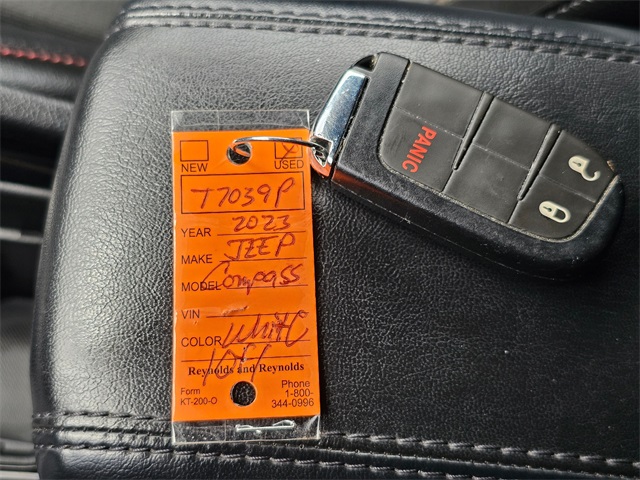 NEW USED
T7039P
YEAR 2023
MAKE JEEP
MODEL Compass
VIN
COLOR White
Reynolds and Reynolds
Form
KT-200-O
Phone
1-800-
344-0996
PANIC